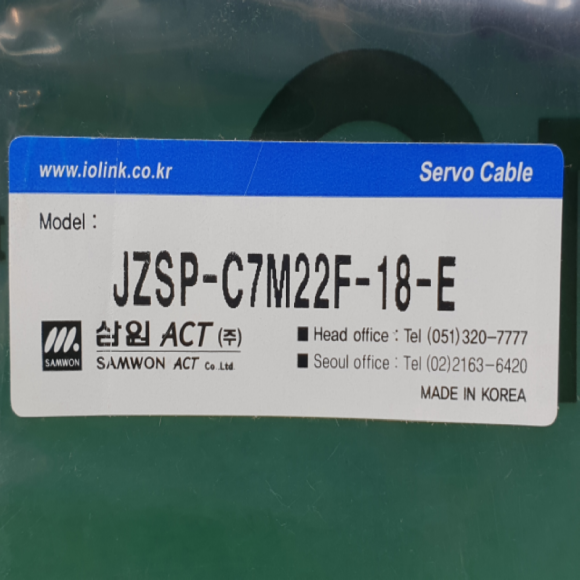 www.iolink.co.kr Servo Cable
Model :
JZSP-C7M22F-18-E
SAMWON
삼원 ACT (주)
SAMWON ACT Co.Ltd.
■ Head office : Tel (051)320-7777
■ Seoul office : Tel (02)2163-6420
MADE IN KOREA